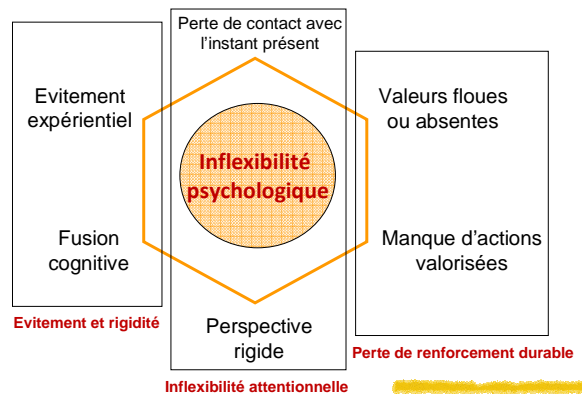 Perte de contact avec
l'instant présent
Evitement
expérientiel
Valeurs floues
ou absentes
Inflexibilité
psychologique
Fusion
cognitive
Manque d'actions
valorisées
Evitement et rigidité
Perspective
rigide
Perte de renforcement durable
Inflexibilité attentionnelle